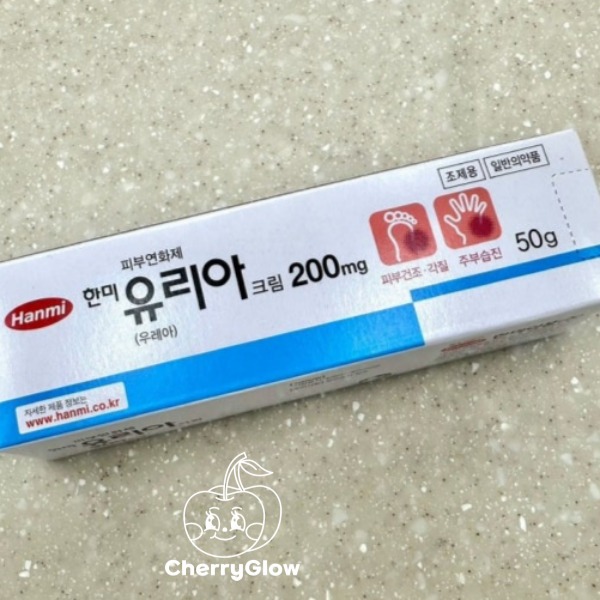 조제용 일반의약품
피부연화제
Hanmi 한미 유리아 크림 200mg
(우레아)
피부건조·각질 주부습진 50g
자세한 제품 정보는
www.hanmi.co.kr
CherryGlow